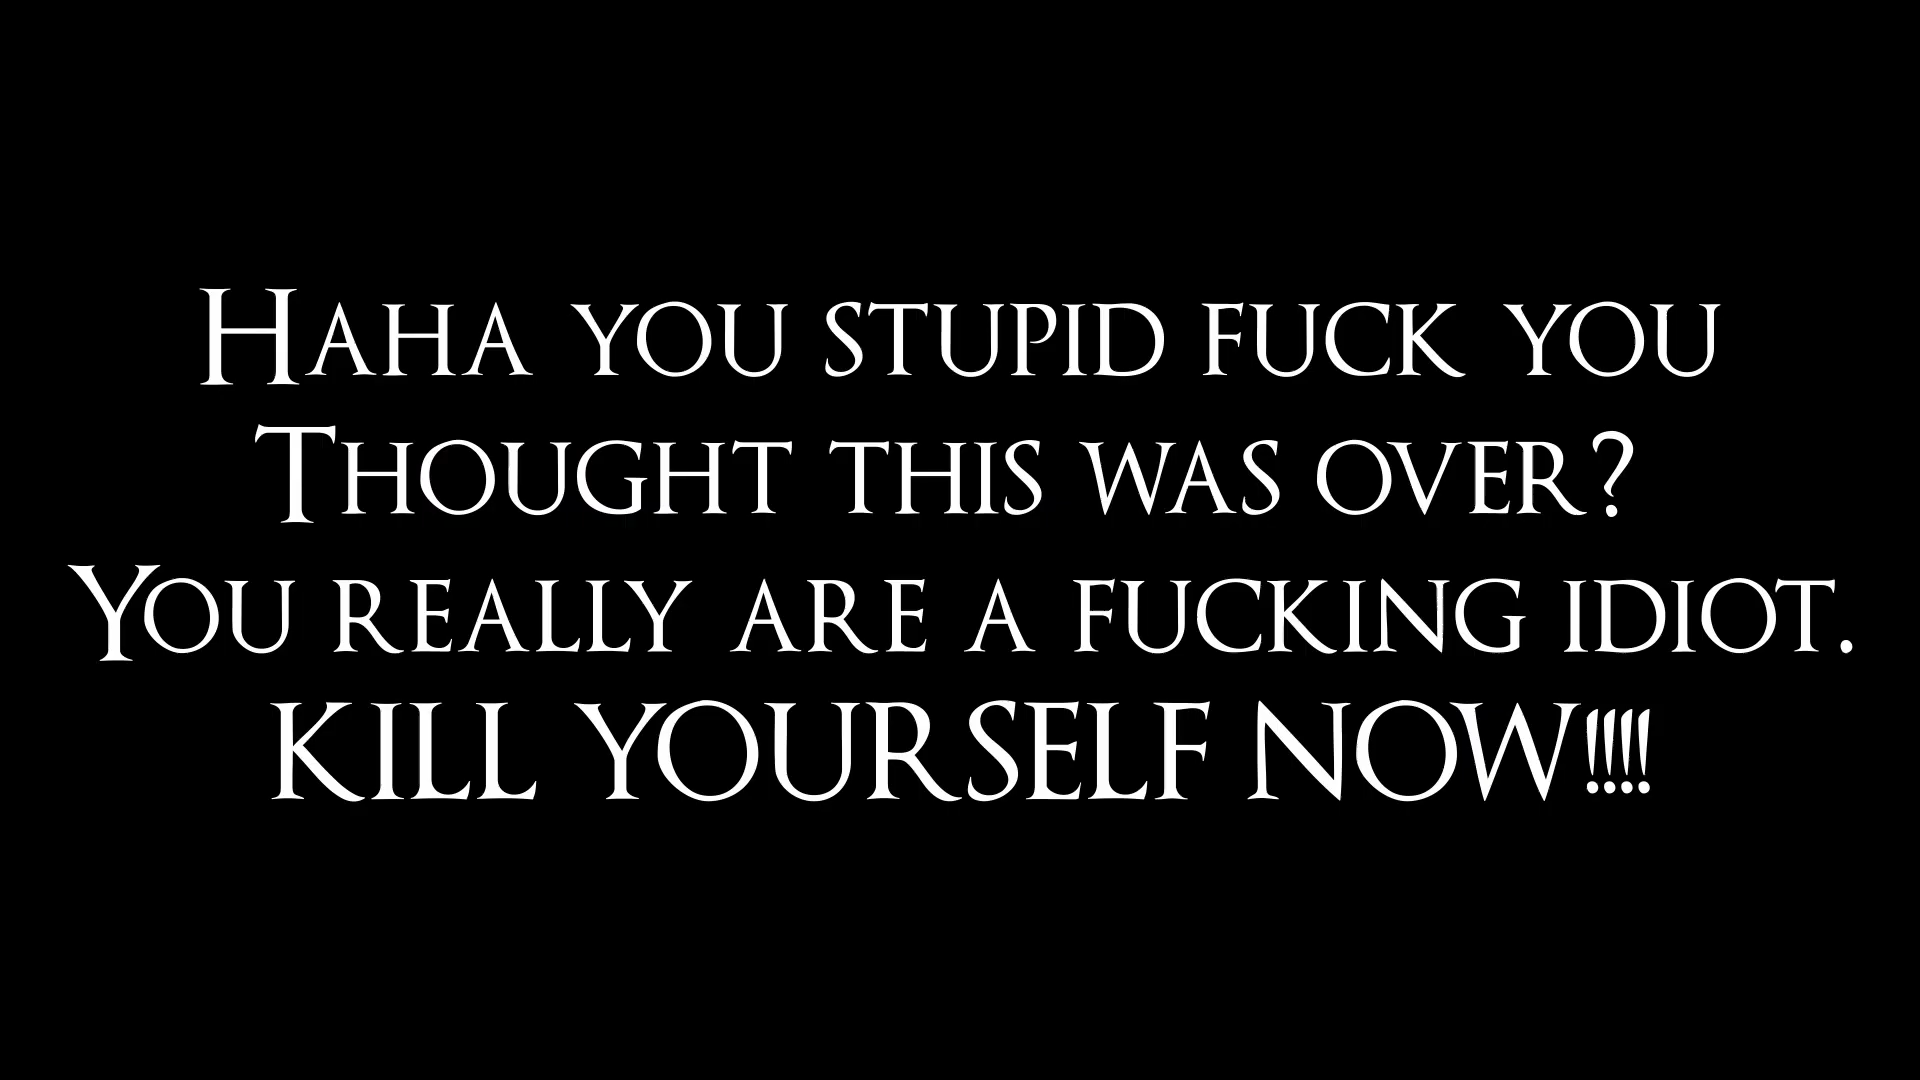 Haha you stupid fuck you
Thought this was over?
You really are a fucking idiot.
KILL YOURSELF NOW!!!!